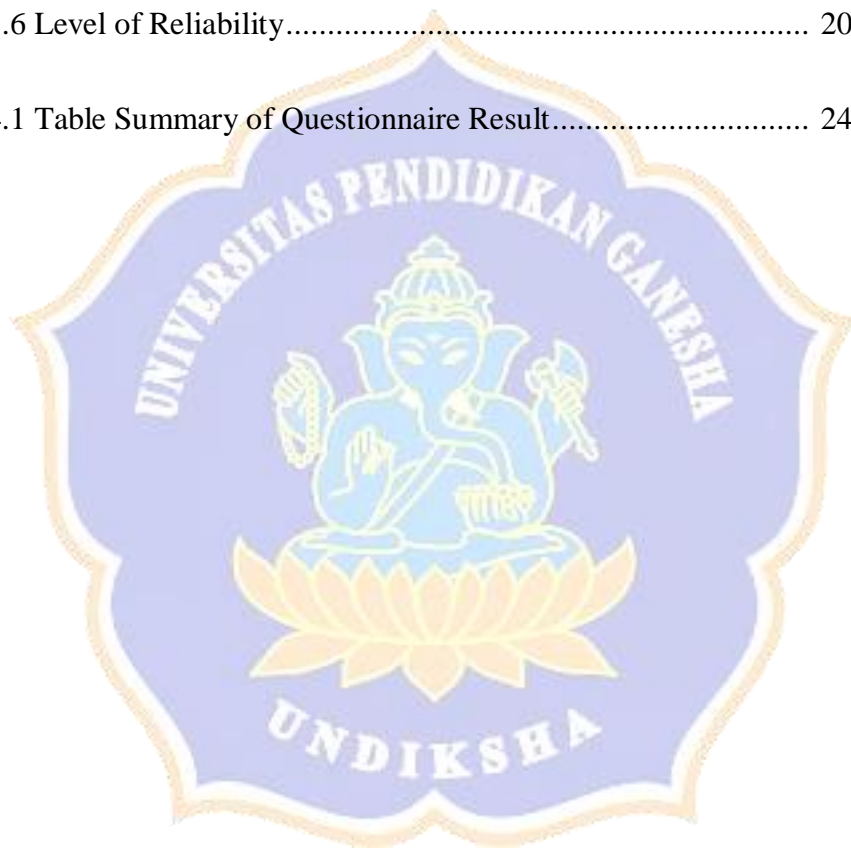 .6 Level of Reliability............................................................... 20
.1 Table Summary of Questionnaire Result............................... 24
UNIVERSITAS PENDIDIKAN GANESHA
UNDIKSHA